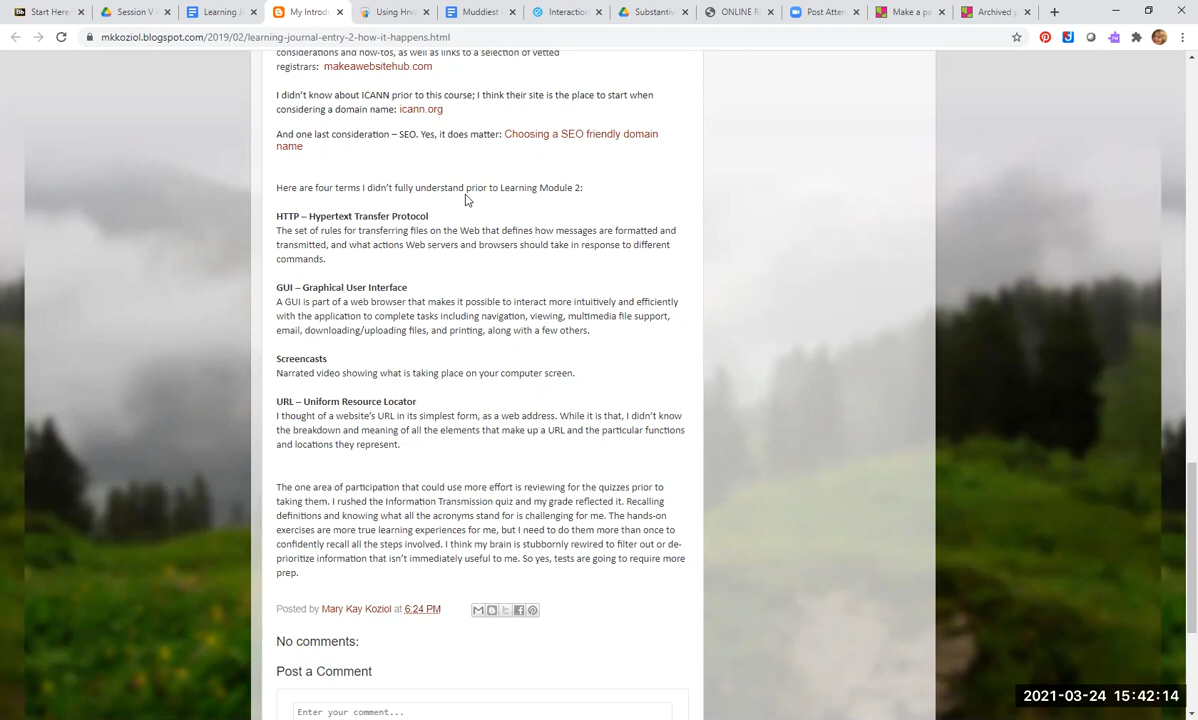 Start Here:
Session V
Learning J
My Introdu
Using Hrva
Muddiest
Interaction
Substantiv
ONLINE R
Post Atten
Make a pa
Archived p
mkkoziol.blogspot.com/2019/02/learning-journal-entry-2-how-it-happens.html
considerations and how-tos, as well as links to a selection of vetted
registrars: makeawebsitehub.com
I didn't know about ICANN prior to this course; I think their site is the place to start when
considering a domain name: icann.org
And one last consideration – SEO. Yes, it does matter: Choosing a SEO friendly domain
name
Here are four terms I didn't fully understand prior to Learning Module 2:
HTTP – Hypertext Transfer Protocol
The set of rules for transferring files on the Web that defines how messages are formatted and
transmitted, and what actions Web servers and browsers should take in response to different
commands.
GUI – Graphical User Interface
A GUI is part of a web browser that makes it possible to interact more intuitively and efficiently
with the application to complete tasks including navigation, viewing, multimedia file support,
email, downloading/uploading files, and printing, along with a few others.
Screencasts
Narrated video showing what is taking place on your computer screen.
URL – Uniform Resource Locator
I thought of a website's URL in its simplest form, as a web address. While it is that, I didn't know
the breakdown and meaning of all the elements that make up a URL and the particular functions
and locations they represent.
The one area of participation that could use more effort is reviewing for the quizzes prior to
taking them. I rushed the Information Transmission quiz and my grade reflected it. Recalling
definitions and knowing what all the acronyms stand for is challenging for me. The hands-on
exercises are more true learning experiences for me, but I need to do them more than once to
confidently recall all the steps involved. I think my brain is stubbornly rewired to filter out or de-
prioritize information that isn't immediately useful to me. So yes, tests are going to require more
prep.
Posted by Mary Kay Koziol at 6:24 PM
No comments:
Post a Comment
Enter your comment...
2021-03-24 15:42:14